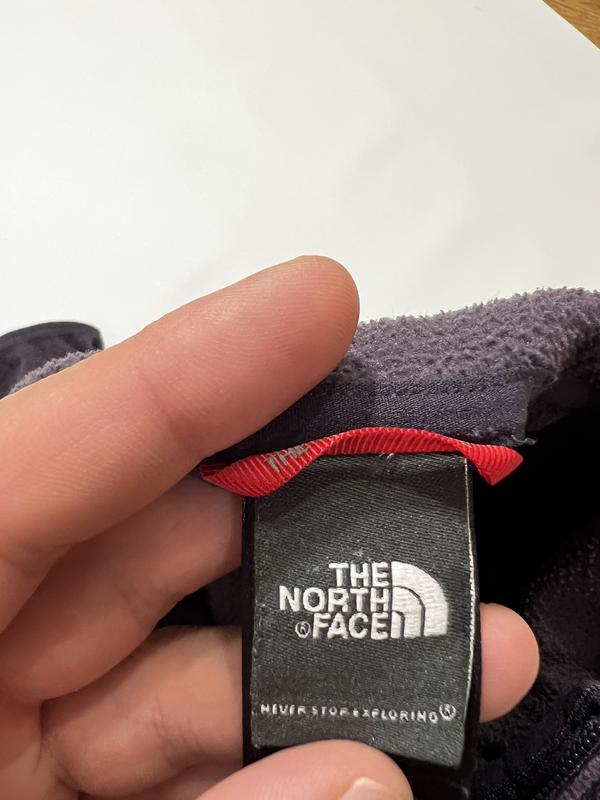 THE
NORTH
®FACE
NEVER STOP EXPLORING®